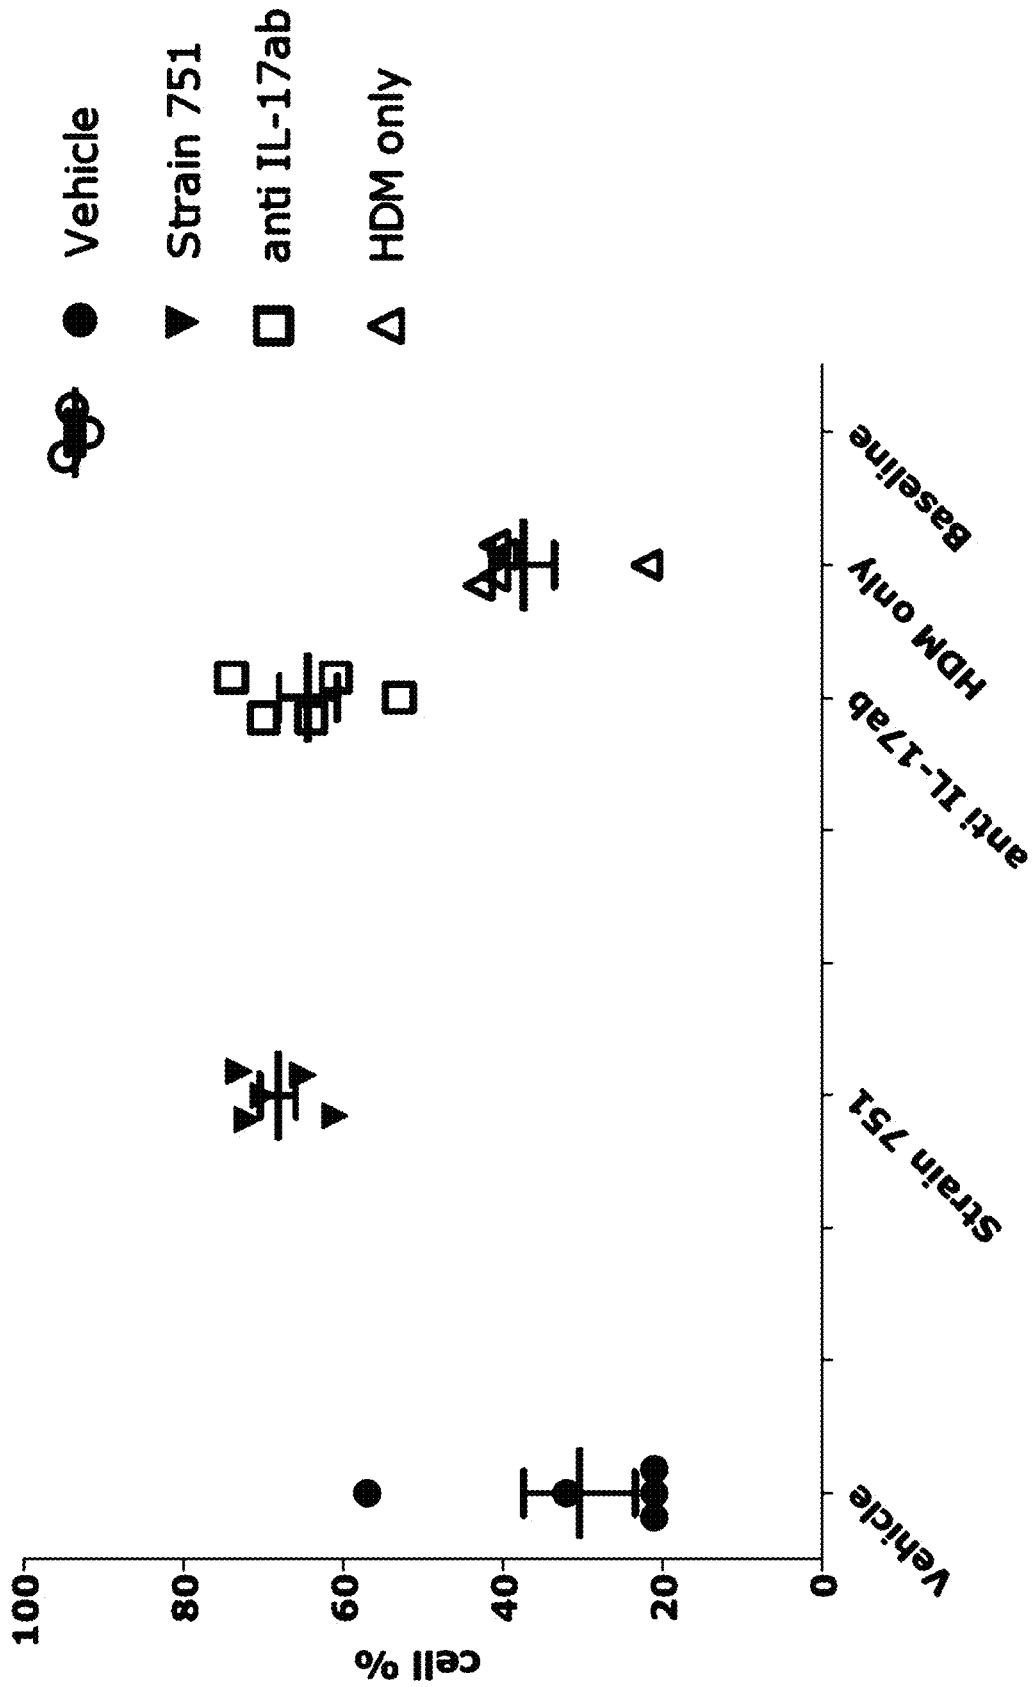 cell %
100
80
60
40
20
0
Vehicle
Strain 751
anti IL-17ab
HDM only
Baseline
Vehicle
Strain 751
anti IL-17ab
HDM only